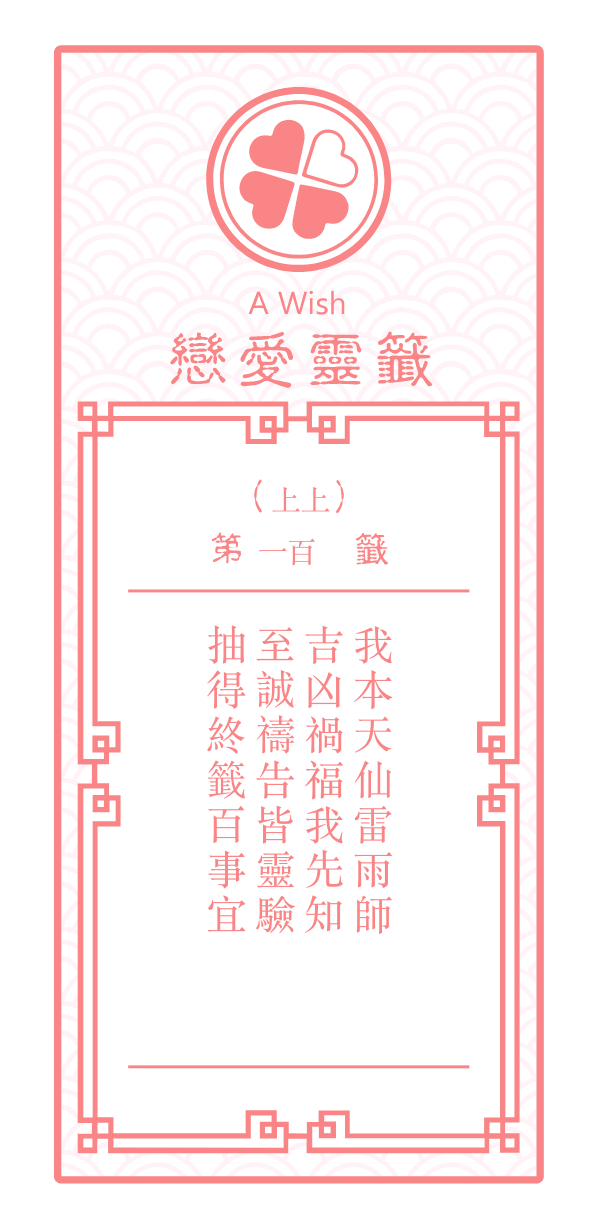 A Wish
戀愛靈籤
（上上）
第 一百 籤
我本天仙雷雨師
吉凶禍福我先知
至誠禱告皆靈驗
抽得終籤百事宜